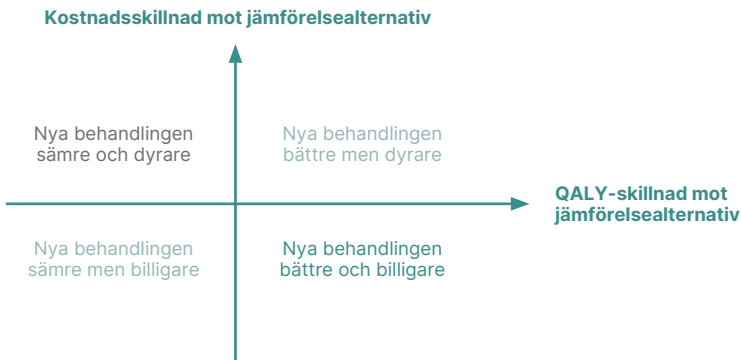 Kostnadsskillnad mot jämförelsealternativ
Nya behandlingen
sämre och dyrare
Nya behandlingen
bättre men dyrare
QALY-skillnad mot
jämförelsealternativ
Nya behandlingen
sämre men billigare
Nya behandlingen
bättre och billigare